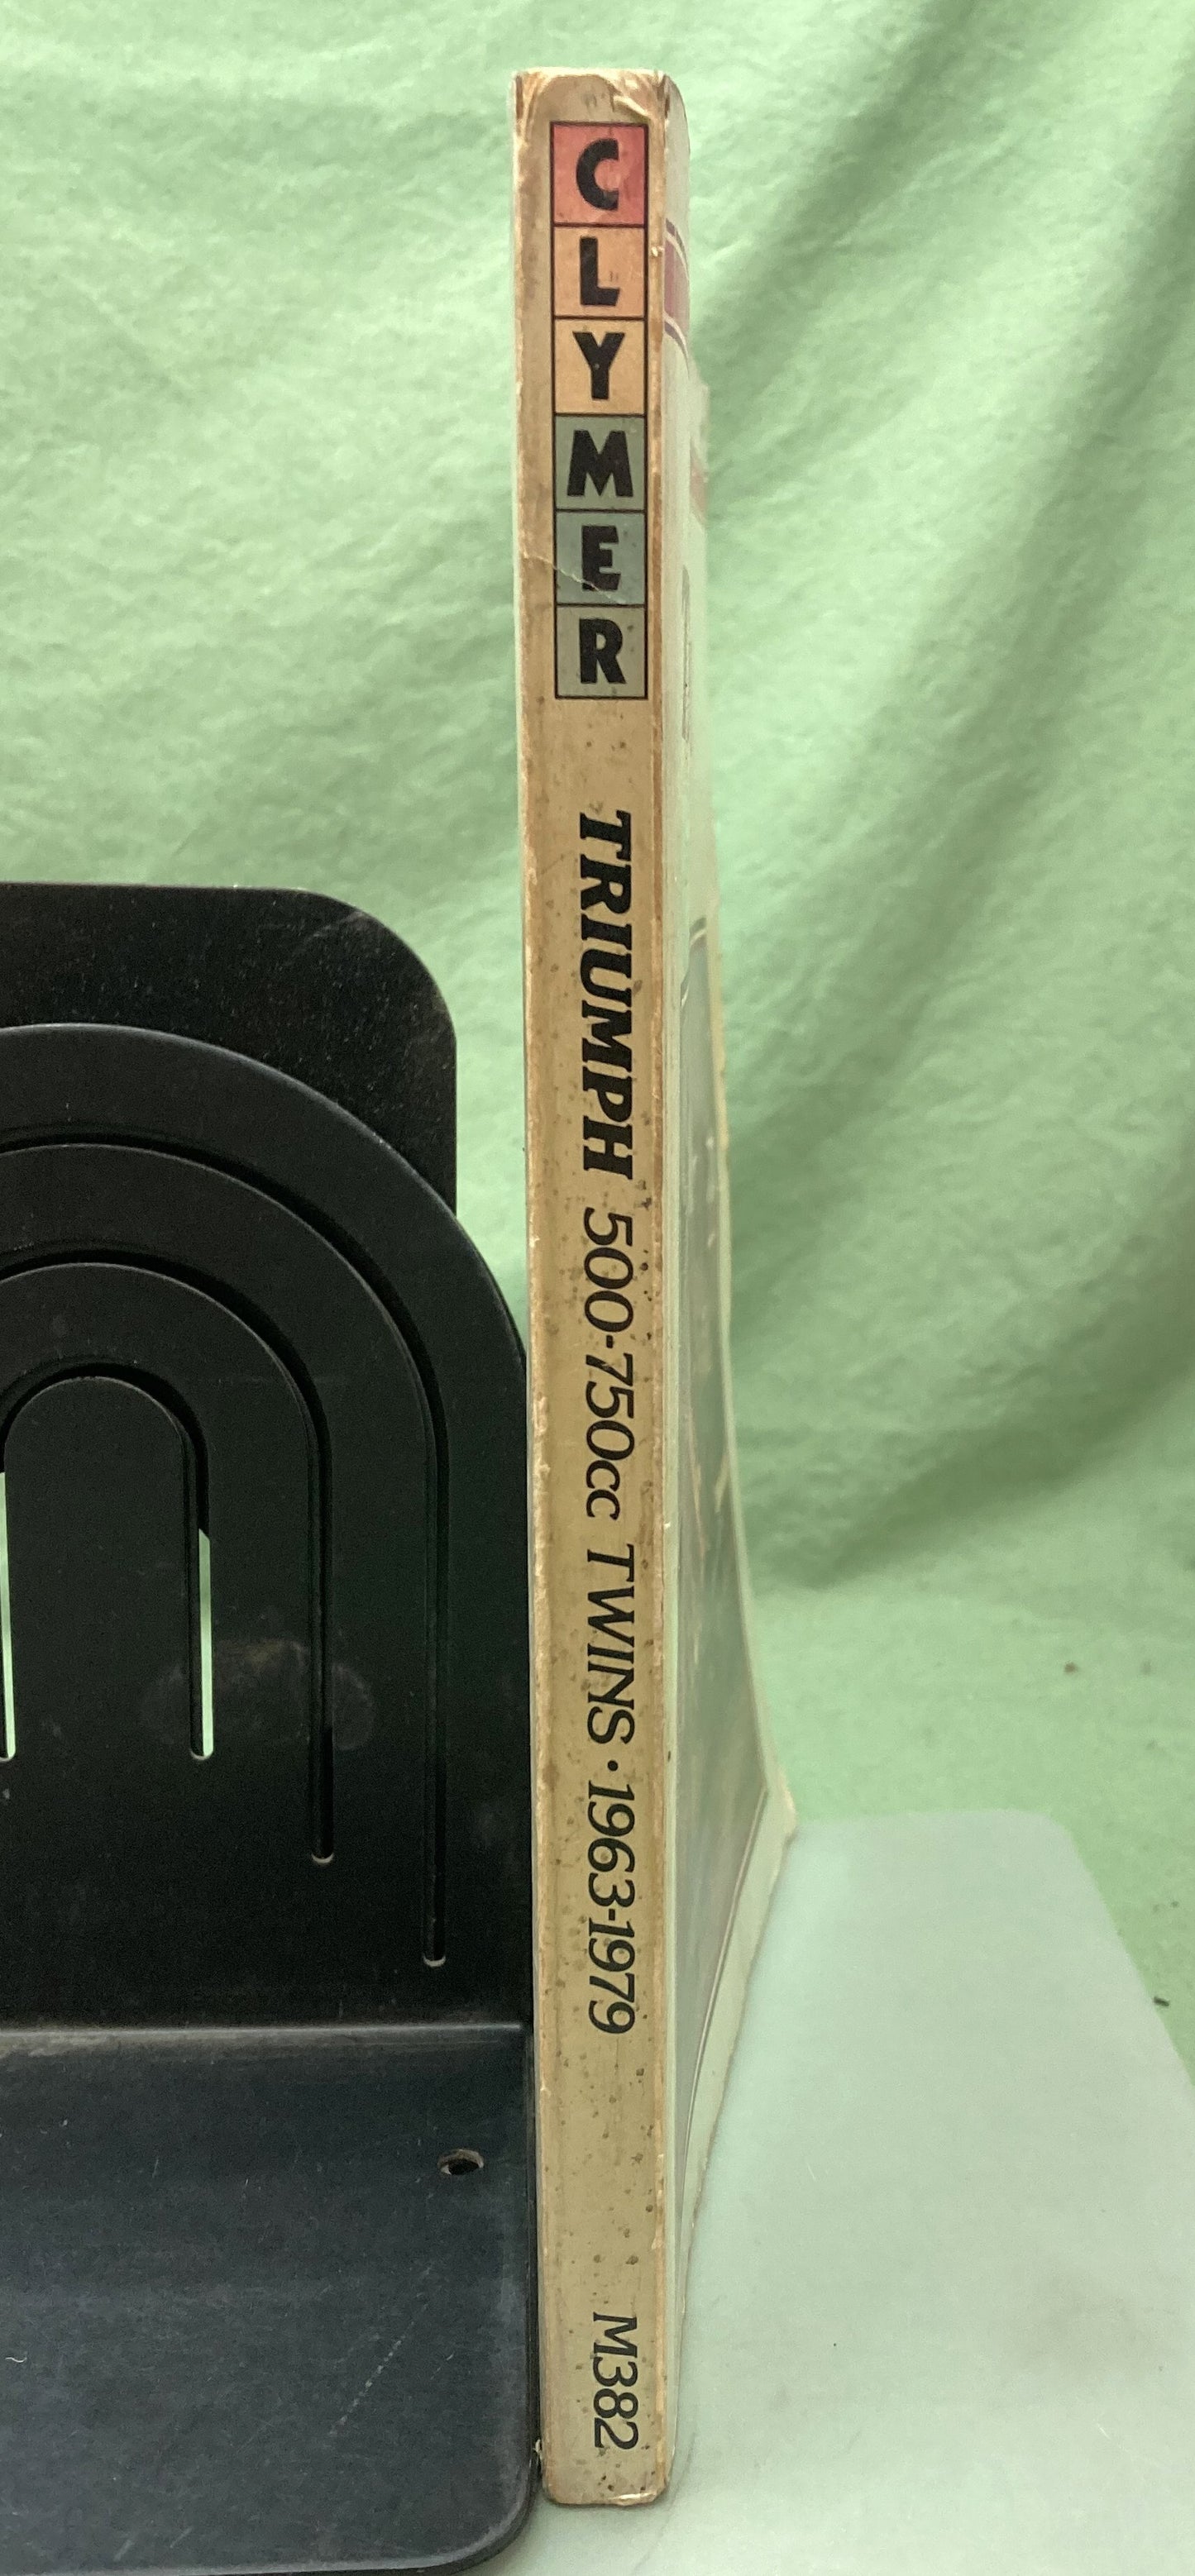 CLYMER
TRIUMPH 500-750cc TWINS • 1963-1979
M382